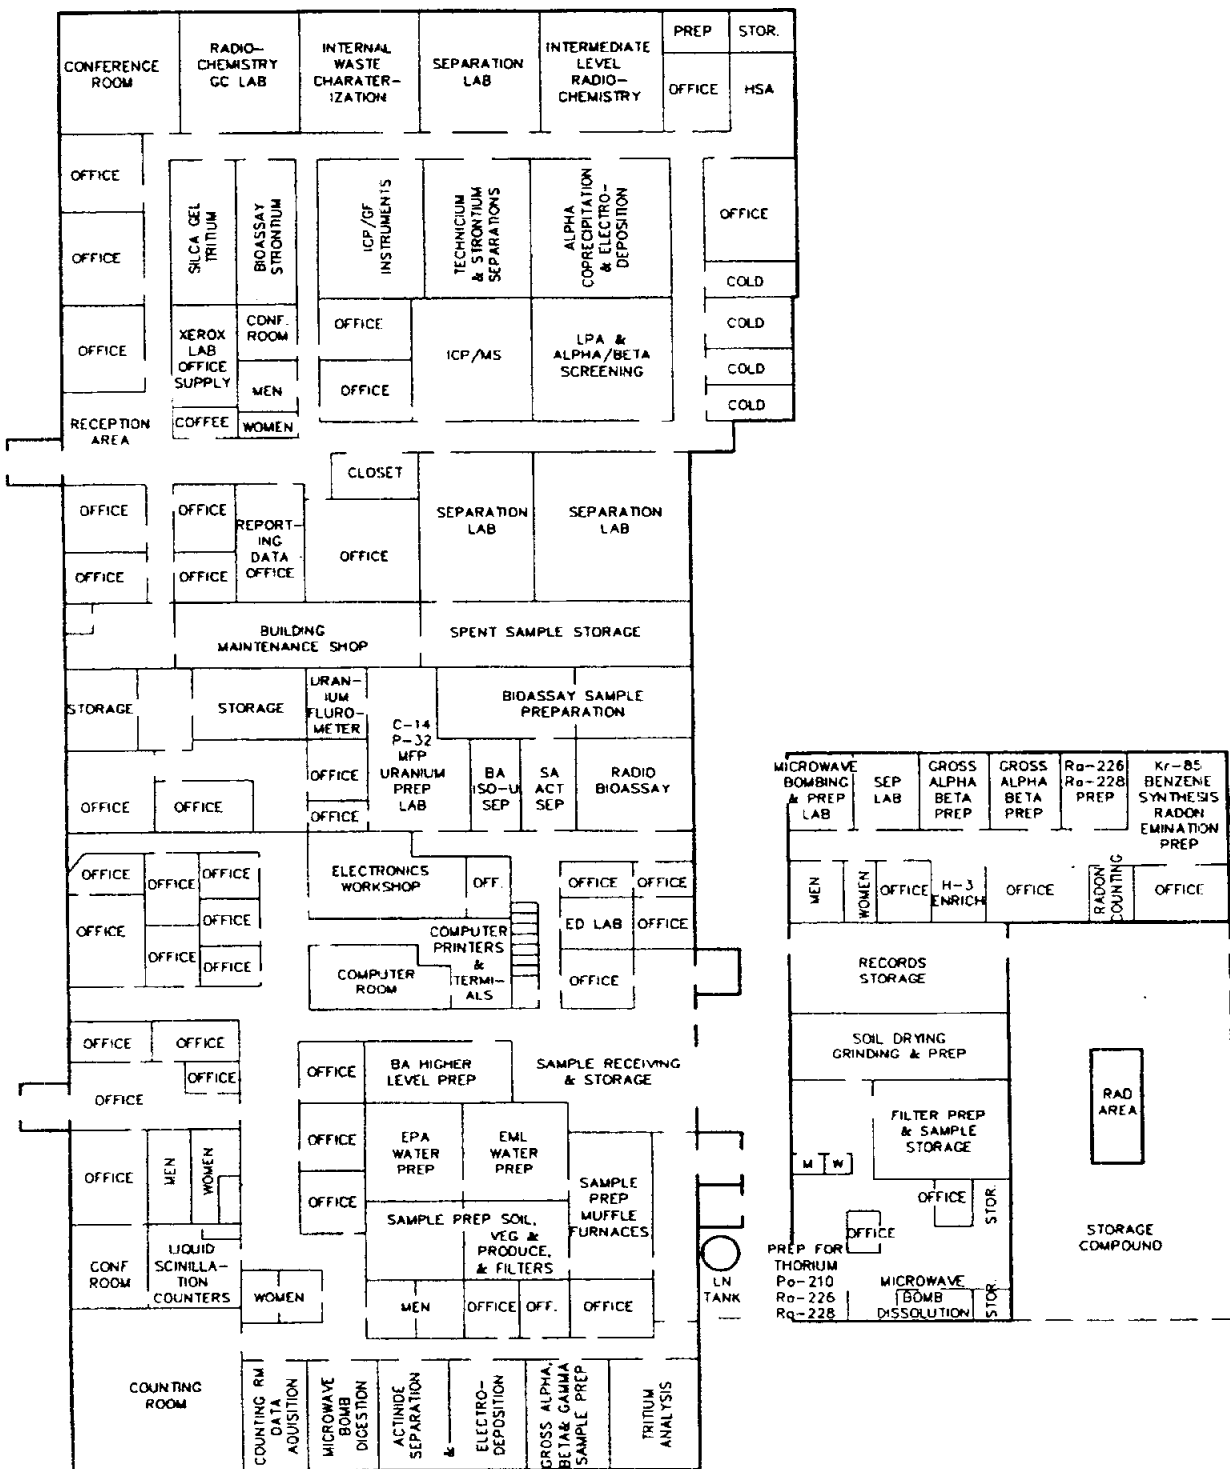 CONFERENCE
ROOM
RADIO-
CHEMISTRY
GC LAB
INTERNAL
WASTE
CHARATER-
IZATION
SEPARATION
LAB
INTERMEDIATE
LEVEL
RADIO-
CHEMISTRY
PREP
STOR.
OFFICE
HSA
OFFICE
OFFICE
OFFICE
SILCA GEL
TRITIUM
BIOASSAY
STRONTIUM
ICP/GF
INSTRUMENTS
TECHNICIUM
& STRONTIUM
SEPARATIONS
ALPHA
COPRECIPITATION
& ELECTRO-
DEPOSITION
OFFICE
COLD
COLD
COLD
COLD
XEROX
LAB
OFFICE
SUPPLY
CONF.
ROOM
MEN
COFFEE
WOMEN
OFFICE
OFFICE
ICP/MS
LPA &
ALPHA/BETA
SCREENING
RECEPTION
AREA
CLOSET
OFFICE
OFFICE
OFFICE
OFFICE
REPORT-
ING
DATA
OFFICE
OFFICE
SEPARATION
LAB
SEPARATION
LAB
BUILDING
MAINTENANCE SHOP
SPENT SAMPLE STORAGE
STORAGE
STORAGE
URAN-
IUM
FLURO-
METER
C-14
P-32
MFP
URANIUM
PREP
LAB
BIOASSAY SAMPLE
PREPARATION
OFFICE
OFFICE
OFFICE
OFFICE
BA
ISO-U
SEP
SA
ACT
SEP
RADIO
BIOASSAY
OFFICE
OFFICE
OFFICE
OFFICE
OFFICE
OFFICE
OFFICE
ELECTRONICS
WORKSHOP
OFF.
COMPUTER
PRINTERS
&
TERMI-
ALS
COMPUTER
ROOM
OFFICE
OFFICE
ED LAB
OFFICE
OFFICE
OFFICE
OFFICE
OFFICE
OFFICE
OFFICE
BA HIGHER
LEVEL PREP
SAMPLE RECEIVING
& STORAGE
OFFICE
MEN
WOMEN
OFFICE
OFFICE
EPA
WATER
PREP
EML
WATER
PREP
SAMPLE
PREP
MUFFLE
FURNACES
SAMPLE PREP SOIL,
VEG &
PRODUCE,
& FILTERS
CONF
ROOM
LIQUID
SCINILLA-
TION
COUNTERS
WOMEN
MEN
OFFICE
OFF.
OFFICE
LN
TANK
COUNTING
ROOM
COUNTING RM
DATA
AQUISITION
MICROWAVE
BOMB
DIGESTION
ACTINIDE
SEPARATION
&
ELECTRO-
DEPOSITION
GROSS ALPHA,
BETA& GAMMA
SAMPLE PREP
TRITIUM
ANALYSIS
MICROWAVE
BOMBING
& PREP
LAB
SEP
LAB
GROSS
ALPHA
BETA
PREP
GROSS
ALPHA
BETA
PREP
Ra-226
Ra-228
PREP
Kr-85
BENZENE
SYNTHESIS
RADON
EMINATION
PREP
MEN
WOMEN
OFFICE
H-3
ENRICH
OFFICE
RADON
COUNTING
OFFICE
RECORDS
STORAGE
SOIL DRYING
GRINDING & PREP
FILTER PREP
& SAMPLE
STORAGE
M
W
OFFICE
STOR.
OFFICE
PREP FOR
THORIUM
Po-210
Ra-226
Ra-228
MICROWAVE
BOMB
DISSOLUTION
STOR.
RAD
AREA
STORAGE
COMPOUND